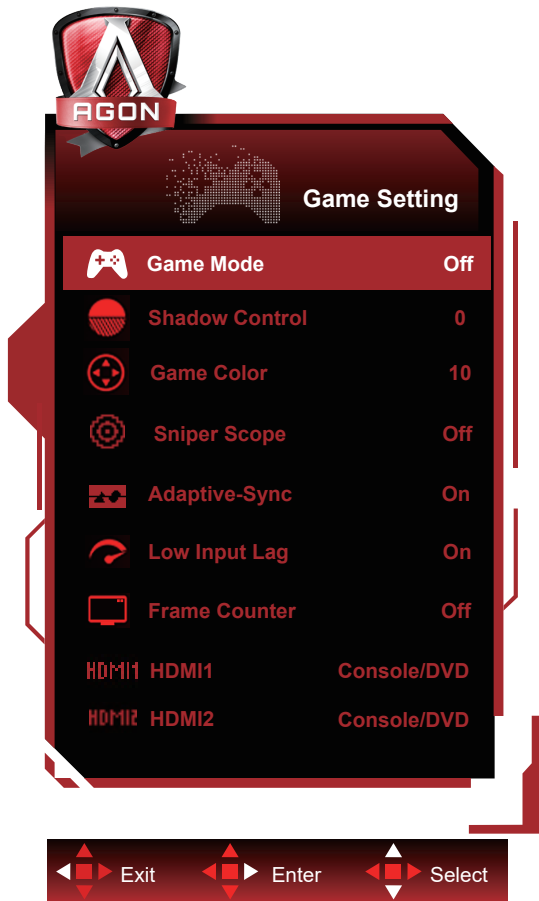 AGON
Game Setting
Game Mode Off
Shadow Control 0
Game Color 10
Sniper Scope Off
Adaptive-Sync On
Low Input Lag On
Frame Counter Off
HDMI1 HDMI1 Console/DVD
HDMI2 HDMI2 Console/DVD
Exit Enter Select